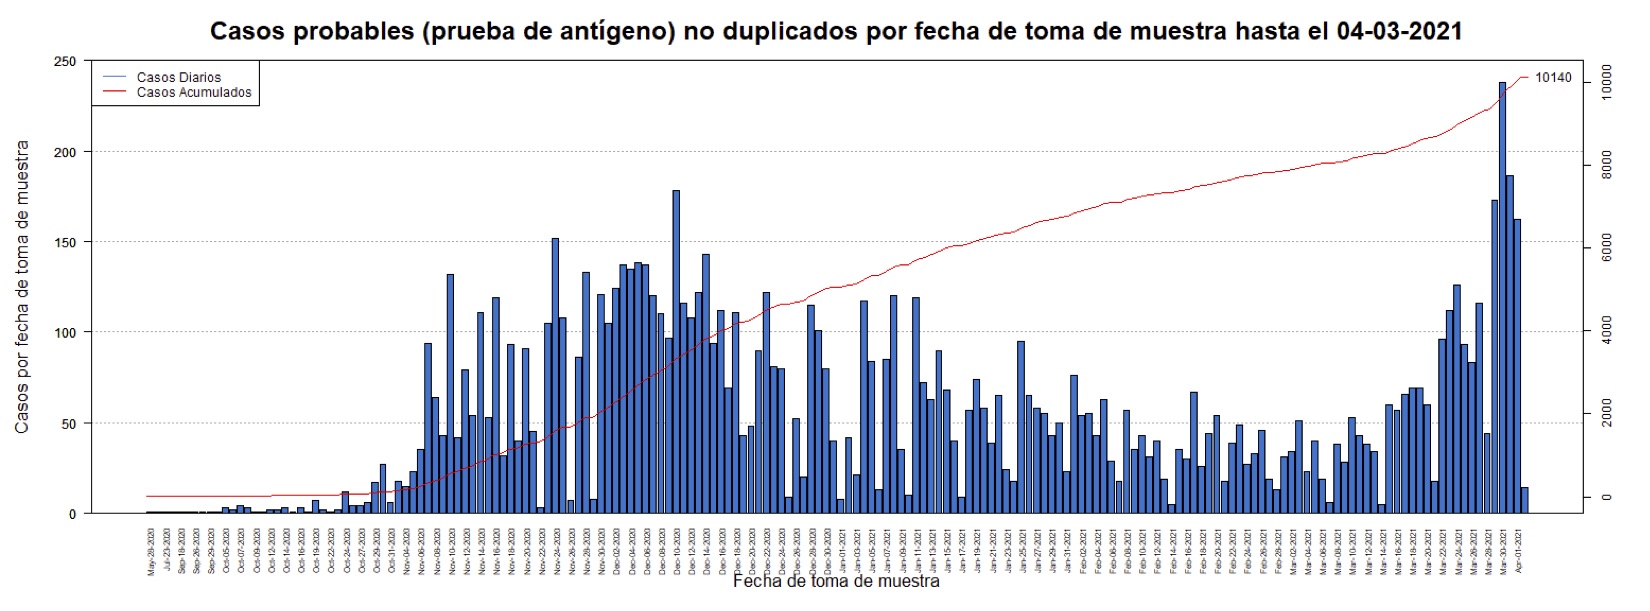 Casos probables (prueba de antígeno) no duplicados por fecha de toma de muestra hasta el 04-03-2021
Casos Diarios
Casos Acumulados
Casos por fecha de toma de muestra
250
200
150
100
50
0
10140
10000
8000
6000
4000
2000
0
May-28-2020
Jul-23-2020
Sep-18-2020
Sep-26-2020
Sep-29-2020
Oct-05-2020
Oct-07-2020
Oct-09-2020
Oct-12-2020
Oct-14-2020
Oct-16-2020
Oct-19-2020
Oct-22-2020
Oct-24-2020
Oct-27-2020
Oct-29-2020
Oct-31-2020
Nov-04-2020
Nov-06-2020
Nov-08-2020
Nov-10-2020
Nov-12-2020
Nov-14-2020
Nov-16-2020
Nov-18-2020
Nov-20-2020
Nov-22-2020
Nov-24-2020
Nov-26-2020
Nov-28-2020
Nov-30-2020
Dec-02-2020
Dec-04-2020
Dec-06-2020
Dec-08-2020
Dec-10-2020
Dec-12-2020
Dec-14-2020
Dec-16-2020
Dec-18-2020
Dec-20-2020
Dec-22-2020
Dec-24-2020
Dec-26-2020
Dec-28-2020
Dec-30-2020
Jan-01-2021
Jan-03-2021
Jan-05-2021
Jan-07-2021
Jan-09-2021
Jan-11-2021
Jan-13-2021
Jan-15-2021
Jan-17-2021
Jan-19-2021
Jan-21-2021
Jan-23-2021
Jan-25-2021
Jan-27-2021
Jan-29-2021
Jan-31-2021
Feb-02-2021
Feb-04-2021
Feb-06-2021
Feb-08-2021
Feb-10-2021
Feb-12-2021
Feb-14-2021
Feb-16-2021
Feb-18-2021
Feb-20-2021
Feb-22-2021
Feb-24-2021
Feb-26-2021
Feb-28-2021
Mar-02-2021
Mar-04-2021
Mar-06-2021
Mar-08-2021
Mar-10-2021
Mar-12-2021
Mar-14-2021
Mar-16-2021
Mar-18-2021
Mar-20-2021
Mar-22-2021
Mar-24-2021
Mar-26-2021
Mar-28-2021
Mar-30-2021
Apr-01-2021
Fecha de toma de muestra